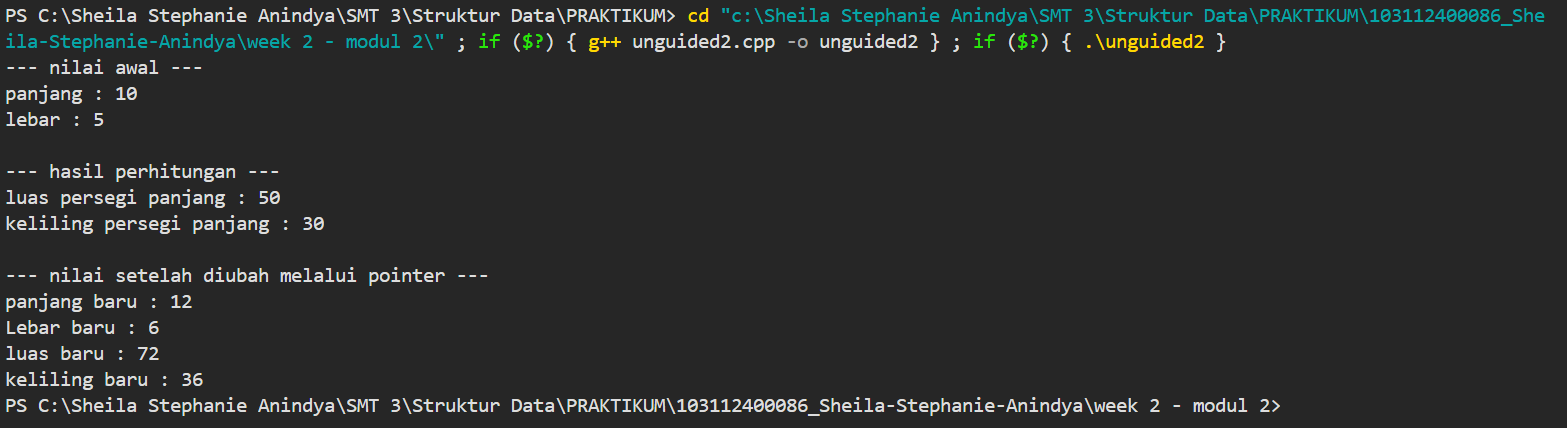 PS C:\Sheila Stephanie Anindya\SMT 3\Struktur Data\PRAKTIKUM> cd "c:\Sheila Stephanie Anindya\SMT 3\Struktur Data\PRAKTIKUM\103112400086_She
ila-Stephanie-Anindya\week 2 - modul 2\" ; if ($?) { g++ unguided2.cpp -o unguided2 } ; if ($?) { .\unguided2 }
--- nilai awal ---
panjang : 10
lebar : 5
--- hasil perhitungan ---
luas persegi panjang : 50
keliling persegi panjang : 30
--- nilai setelah diubah melalui pointer ---
panjang baru : 12
Lebar baru : 6
luas baru : 72
keliling baru : 36
PS C:\Sheila Stephanie Anindya\SMT 3\Struktur Data\PRAKTIKUM\103112400086_Sheila-Stephanie-Anindya\week 2 - modul 2>